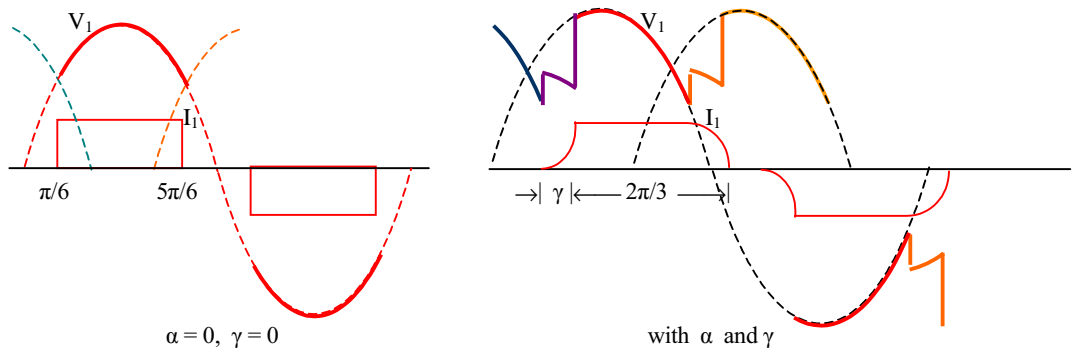 V₁
I₁
π/6
5π/6
α = 0, γ = 0
V₁
I₁
→| γ |← 2π/3 →|
with α and γ